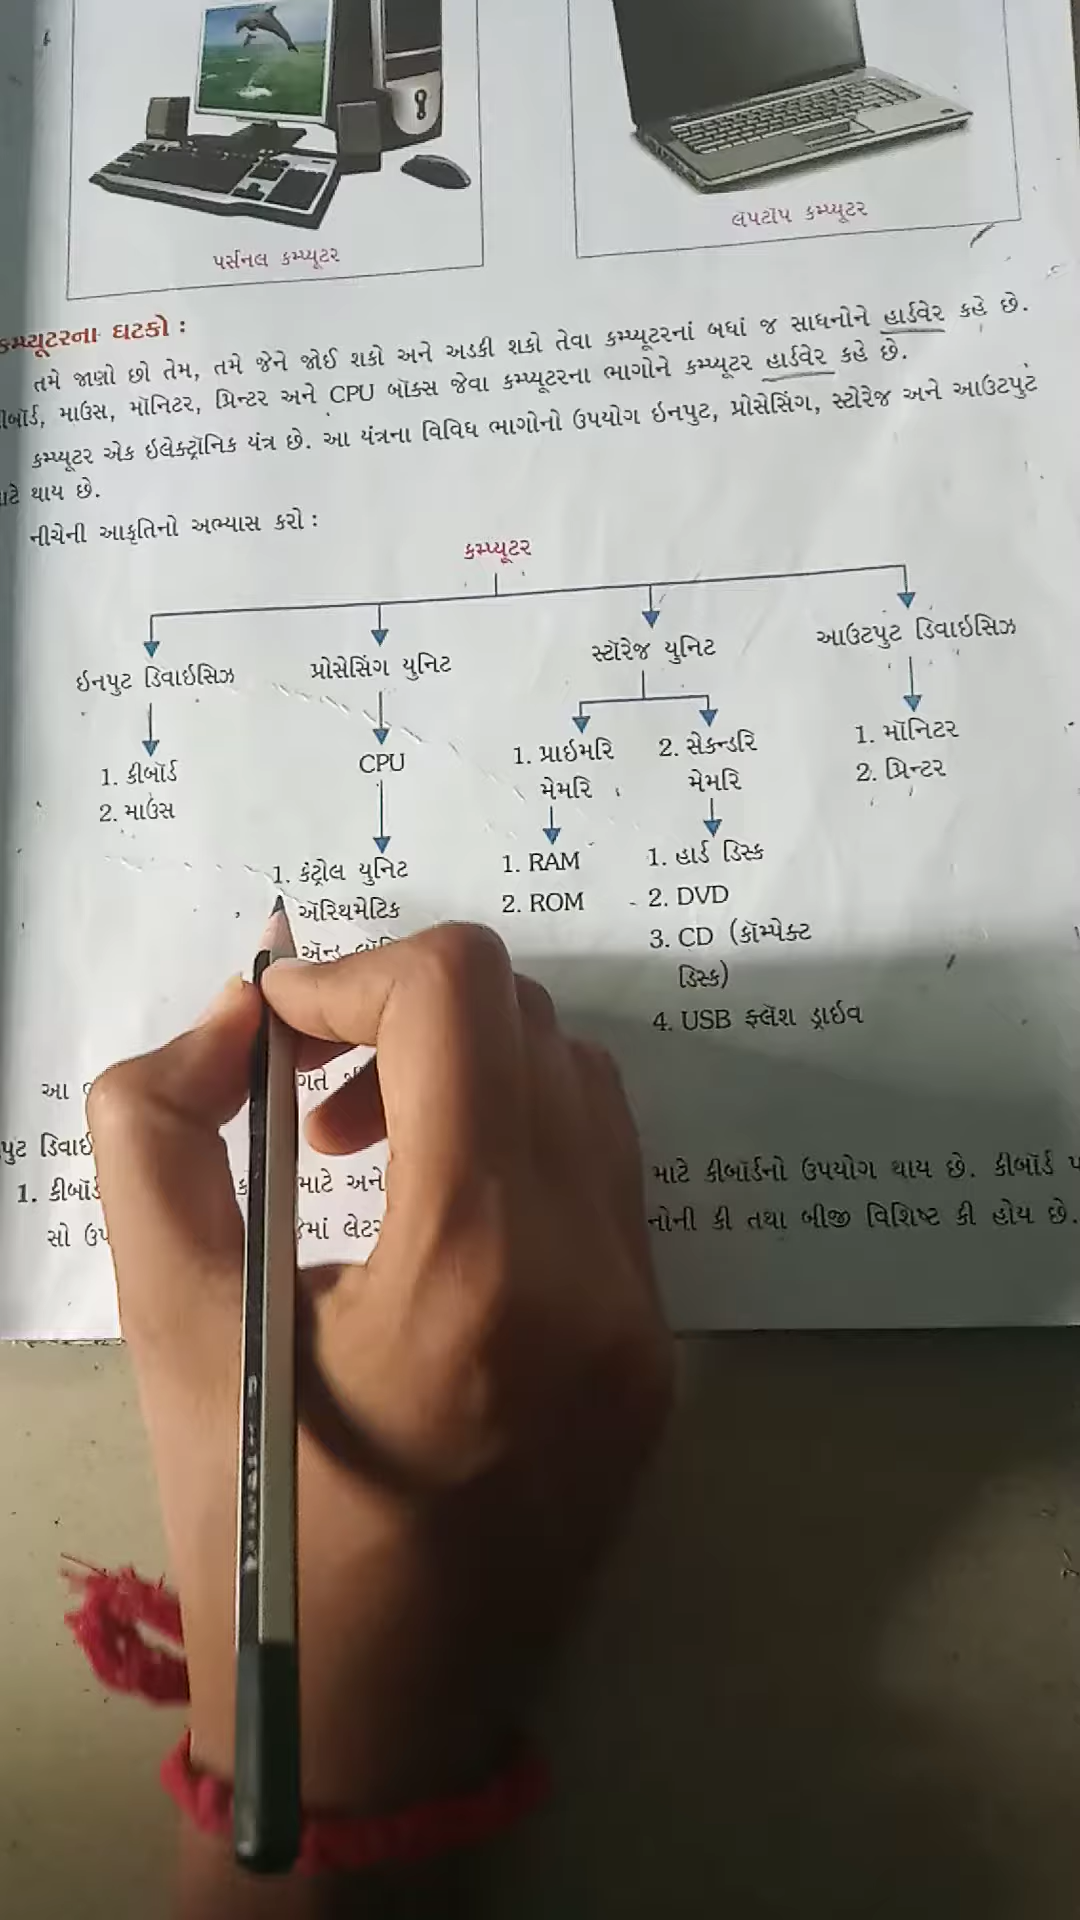 પર્સનલ કમ્પ્યૂટર
લેપટૉપ કમ્પ્યૂટર
કમ્પ્યૂટરના ઘટકો :
તમે જાણો છો તેમ, તમે જેને જોઈ શકો અને અડકી શકો તેવા કમ્પ્યૂટરનાં બધાં જ સાધનોને હાર્ડવેર કહે છે.
માઉસ, મૉનિટર, પ્રિન્ટર અને CPU બૉક્સ જેવા કમ્પ્યૂટરના ભાગોને કમ્પ્યૂટર હાર્ડવેર કહે છે.
કમ્પ્યૂટર એક ઇલેક્ટ્રૉનિક યંત્ર છે. આ યંત્રના વિવિધ ભાગોનો ઉપયોગ ઇનપુટ, પ્રોસેસિંગ, સ્ટોરેજ અને આઉટપુટ
થાય છે.
નીચેની આકૃતિનો અભ્યાસ કરો :
કમ્પ્યૂટર
ઈનપુટ ડિવાઇસિઝ
પ્રોસેસિંગ યુનિટ
સ્ટૉરેજ યુનિટ
આઉટપુટ ડિવાઇસિઝ
1. કીબૉર્ડ
2. માઉસ
CPU
1. કંટ્રોલ યુનિટ
ઍરિથમેટિક
ઍન્ડ
1. પ્રાઇમરિ
મેમરિ
1. RAM
2. ROM
2. સેકન્ડરિ
મેમરિ
1. હાર્ડ ડિસ્ક
2. DVD
3. CD (કૉમ્પેક્ટ
ડિસ્ક)
4. USB ફ્લૅશ ડ્રાઈવ
1. મૉનિટર
2. પ્રિન્ટર
આ
1. માટે અને માટે કીબૉર્ડનો ઉપયોગ થાય છે. કીબૉર્ડ
સો કી તથા બીજી વિશિષ્ટ કી હોય છે.